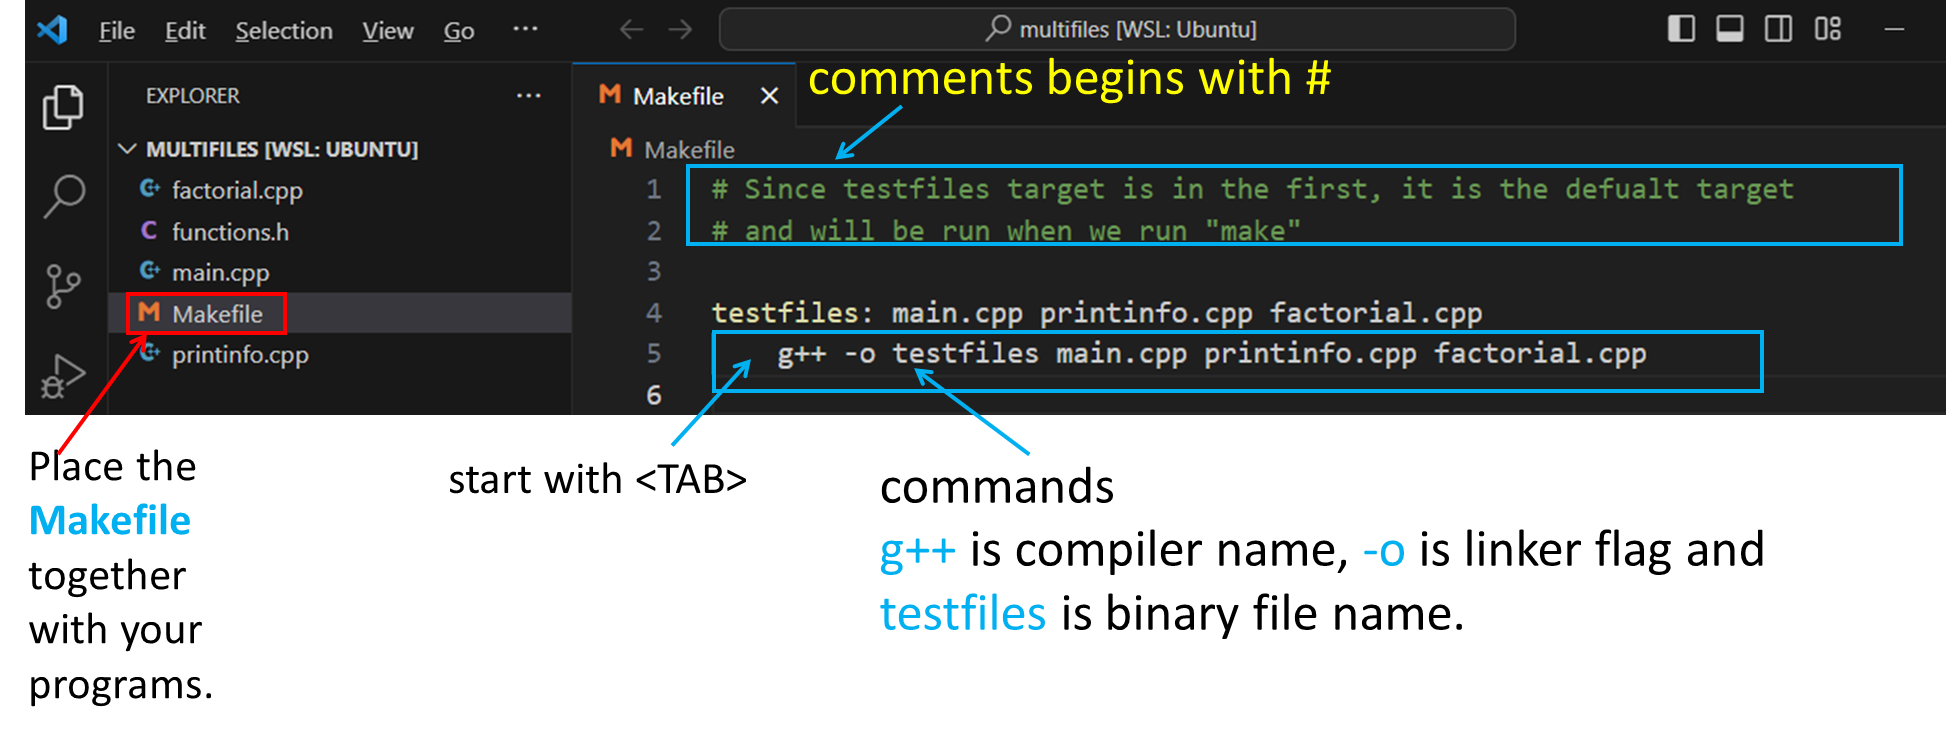 File Edit Selection View Go ··· multifiles [WSL: Ubuntu]
comments begins with #
EXPLORER ···
Makefile
MULTIFILES [WSL: UBUNTU]
Makefile
factorial.cpp
functions.h
main.cpp
Makefile
printinfo.cpp
1 # Since testfiles target is in the first, it is the defualt target
2 # and will be run when we run "make"
3
4 testfiles: main.cpp printinfo.cpp factorial.cpp
5 g++ -o testfiles main.cpp printinfo.cpp factorial.cpp
6
Place the
Makefile
together
with your
programs.
start with <TAB>
commands
g++ is compiler name, -o is linker flag and
testfiles is binary file name.